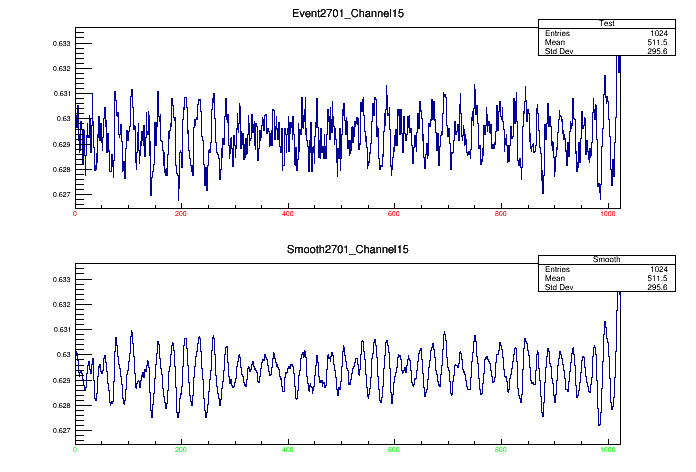 Event2701_Channel15
Test
Entries 1024
Mean 511.5
Std Dev 295.6
0.633
0.632
0.631
0.63
0.629
0.628
0.627
0 200 400 600 800 1000
Smooth2701_Channel15
Smooth
Entries 1024
Mean 511.5
Std Dev 295.6
0.633
0.632
0.631
0.63
0.629
0.628
0.627
0 200 400 600 800 1000